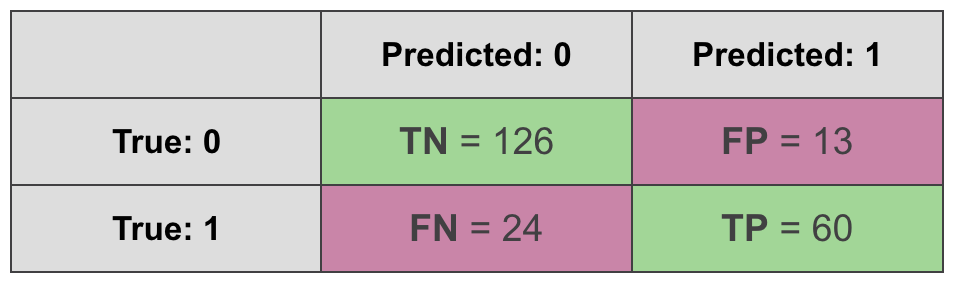 Predicted: 0 Predicted: 1
True: 0 TN = 126 FP = 13
True: 1 FN = 24 TP = 60